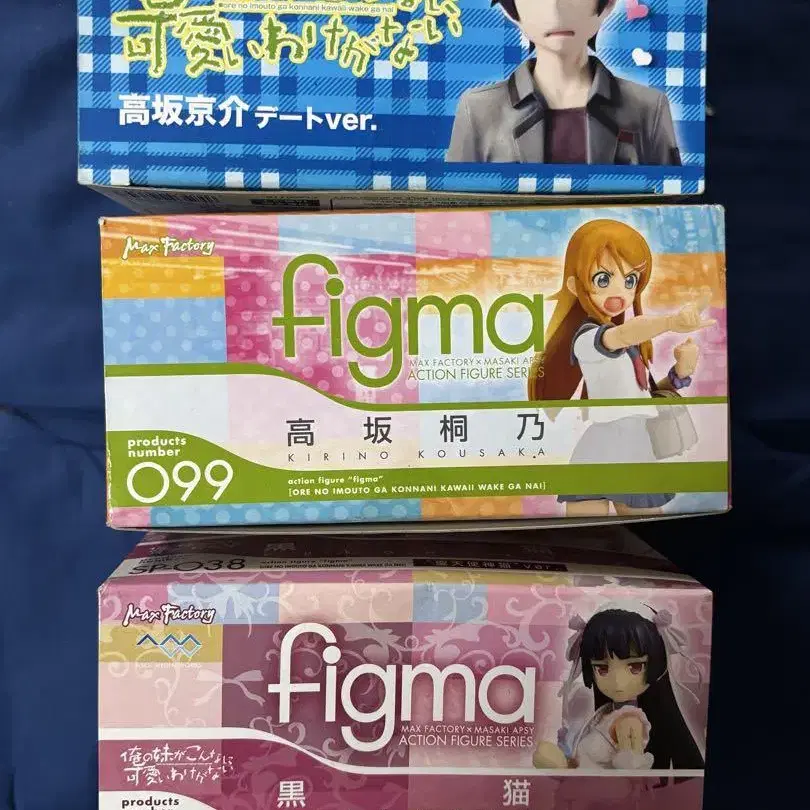 ore no imouto ga konnani kawaii wake ga nai
可愛いわけがない
高坂京介 デートver.
Max Factory
figma
MAX FACTORY×MASAKI APSY
ACTION FIGURE SERIES
高坂桐乃
KIRINO KOUSAKA
products
number
099
action figure "figma"
[ORE NO IMOUTO GA KONNANI KAWAII WAKE GA NAI]
SP-038
action figure "figma"
Max Factory
figma
MAX FACTORY×MASAKI APSY
ACTION FIGURE SERIES
俺の妹がこんなに
可愛いわけがない
黒猫
products